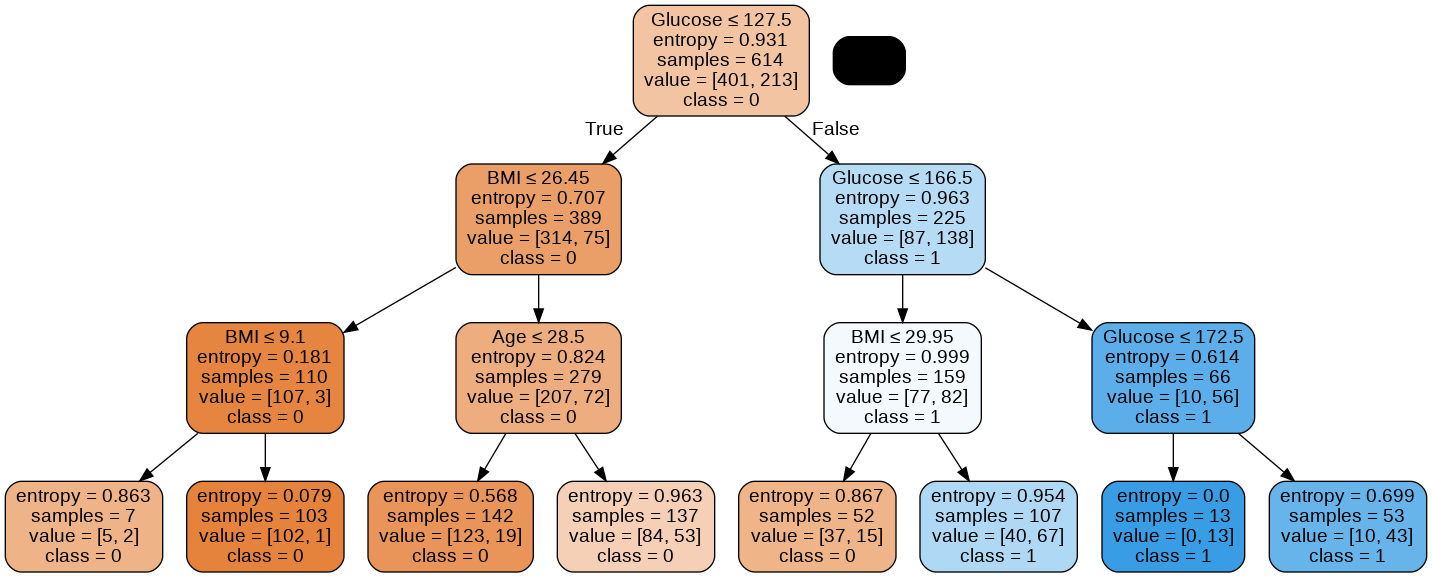 Glucose ≤ 127.5
entropy = 0.931
samples = 614
value = [401, 213]
class = 0
True
False
BMI ≤ 26.45
entropy = 0.707
samples = 389
value = [314, 75]
class = 0
Glucose ≤ 166.5
entropy = 0.963
samples = 225
value = [87, 138]
class = 1
BMI ≤ 9.1
entropy = 0.181
samples = 110
value = [107, 3]
class = 0
Age ≤ 28.5
entropy = 0.824
samples = 279
value = [207, 72]
class = 0
BMI ≤ 29.95
entropy = 0.999
samples = 159
value = [77, 82]
class = 1
Glucose ≤ 172.5
entropy = 0.614
samples = 66
value = [10, 56]
class = 1
entropy = 0.863
samples = 7
value = [5, 2]
class = 0
entropy = 0.079
samples = 103
value = [102, 1]
class = 0
entropy = 0.568
samples = 142
value = [123, 19]
class = 0
entropy = 0.963
samples = 137
value = [84, 53]
class = 0
entropy = 0.867
samples = 52
value = [37, 15]
class = 0
entropy = 0.954
samples = 107
value = [40, 67]
class = 1
entropy = 0.0
samples = 13
value = [0, 13]
class = 1
entropy = 0.699
samples = 53
value = [10, 43]
class = 1